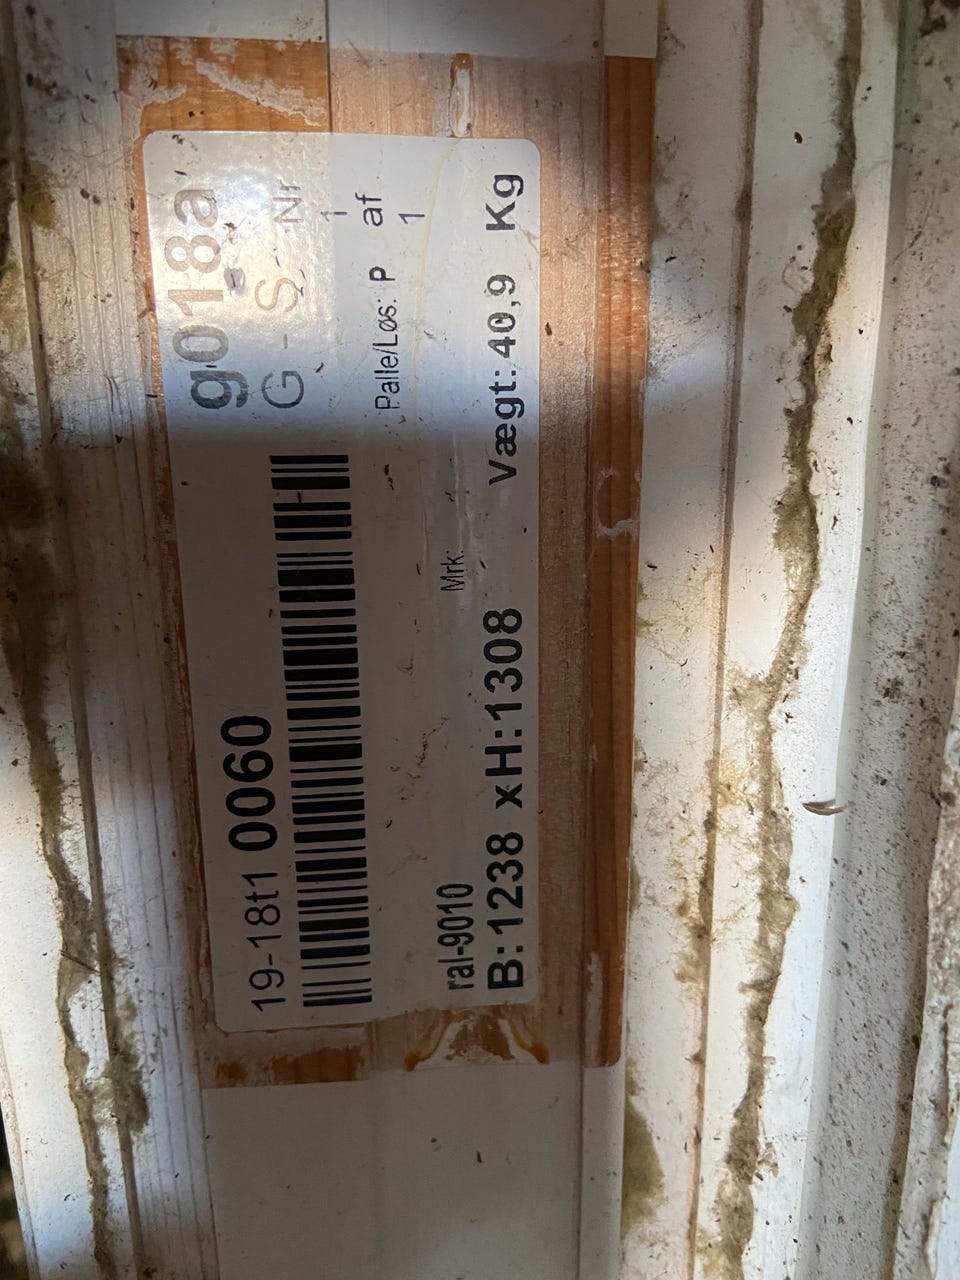 g018a
G - S - Nr
19-18t1 0060
1
Palle/Løs: P af
1
Mrk:
ral-9010
B:1238 xH:1308 Vægt:40,9 Kg